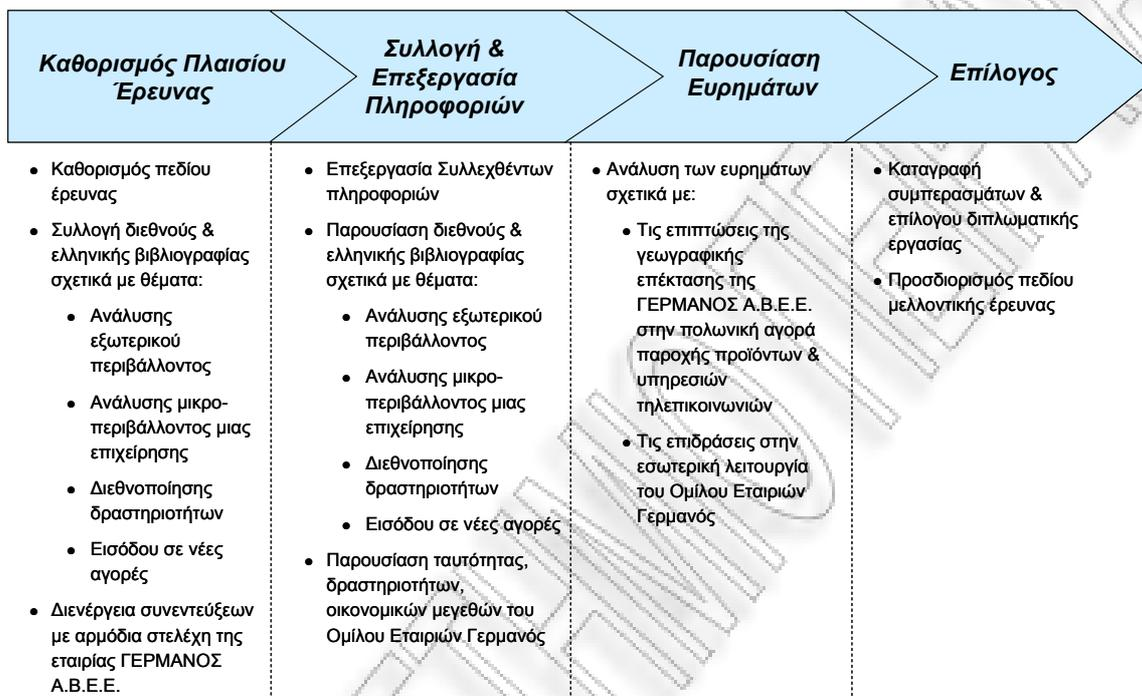 Καθορισμός Πλαισίου
Έρευνας
Συλλογή &
Επεξεργασία
Πληροφοριών
Παρουσίαση
Ευρημάτων
Επίλογος
• Καθορισμός πεδίου
έρευνας
• Συλλογή διεθνούς &
ελληνικής βιβλιογραφίας
σχετικά με θέματα:
• Ανάλυσης
εξωτερικού
περιβάλλοντος
• Ανάλυσης μικρο-
περιβάλλοντος μιας
επιχείρησης
• Διεθνοποίησης
δραστηριοτήτων
• Εισόδου σε νέες
αγορές
• Διενέργεια συνεντεύξεων
με αρμόδια στελέχη της
εταιρίας ΓΕΡΜΑΝΟΣ
Α.Β.Ε.Ε.
• Επεξεργασία Συλλεχθέντων
πληροφοριών
• Παρουσίαση διεθνούς &
ελληνικής βιβλιογραφίας
σχετικά με θέματα:
• Ανάλυσης εξωτερικού
περιβάλλοντος
• Ανάλυσης μικρο-
περιβάλλοντος μιας
επιχείρησης
• Διεθνοποίησης
δραστηριοτήτων
• Εισόδου σε νέες αγορές
• Παρουσίαση ταυτότητας,
δραστηριοτήτων,
οικονομικών μεγεθών του
Ομίλου Εταιριών Γερμανός
• Ανάλυση των ευρημάτων
σχετικά με:
• Τις επιπτώσεις της
γεωγραφικής
επέκτασης της
ΓΕΡΜΑΝΟΣ Α.Β.Ε.Ε.
στην πολωνική αγορά
παροχής προϊόντων &
υπηρεσιών
τηλεπικοινωνιών
• Τις επιδράσεις στην
εσωτερική λειτουργία
του Ομίλου Εταιριών
Γερμανός
• Καταγραφή
συμπερασμάτων &
επίλογου διπλωματικής
εργασίας
• Προσδιορισμός πεδίου
μελλοντικής έρευνας